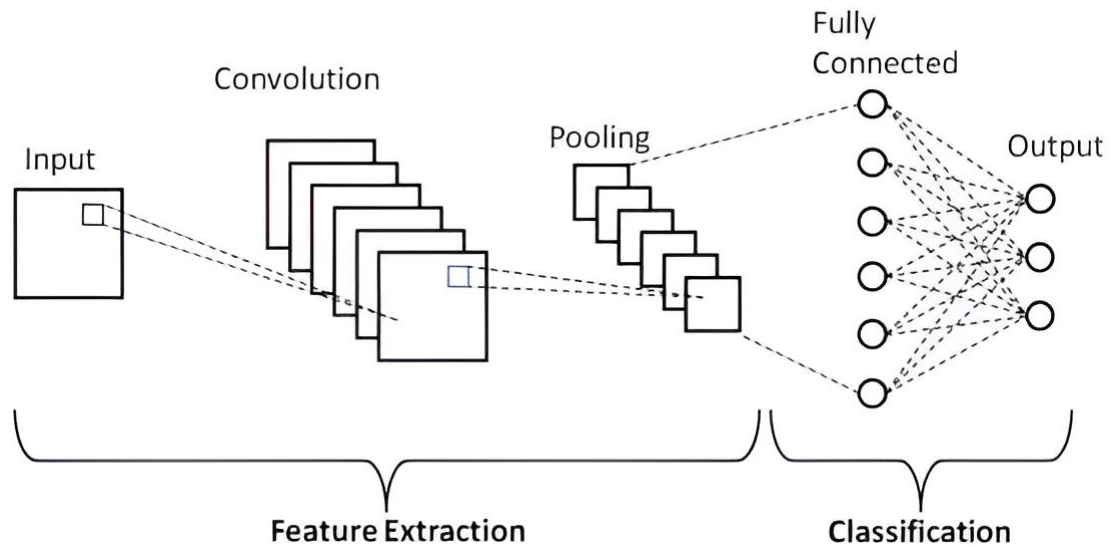 Fully
Connected
Convolution
Pooling
Output
Input
Feature Extraction
Classification